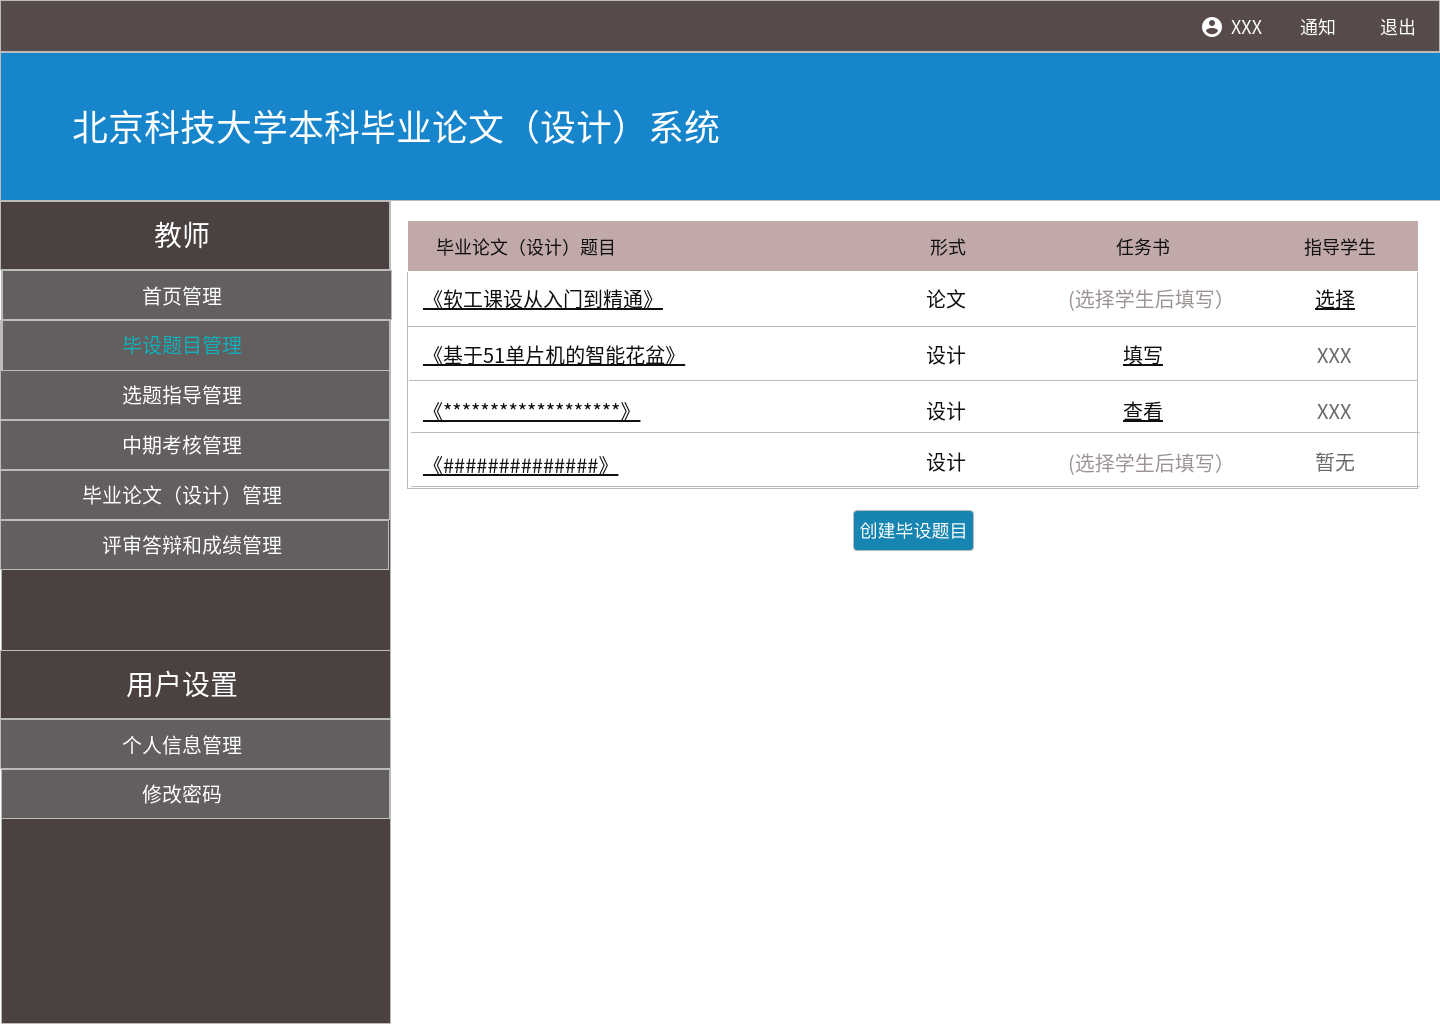 XXX 通知 退出
北京科技大学本科毕业论文（设计）系统
教师
首页管理
毕设题目管理
选题指导管理
中期考核管理
毕业论文（设计）管理
评审答辩和成绩管理
用户设置
个人信息管理
修改密码
毕业论文（设计）题目 形式 任务书 指导学生
《软工课设从入门到精通》 论文 (选择学生后填写） 选择
《基于51单片机的智能花盆》 设计 填写 XXX
《*******************》 设计 查看 XXX
《##############》 设计 (选择学生后填写） 暂无
创建毕设题目